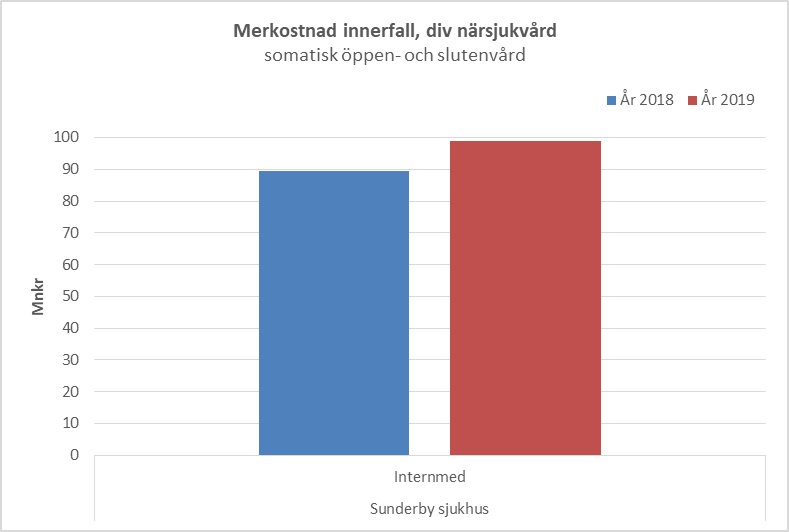 Merkostnad innerfall, div närsjukvård
somatisk öppen- och slutenvård
År 2018 År 2019
100
90
80
70
60
50
40
30
20
10
0
Mnkr
Internmed
Sunderby sjukhus